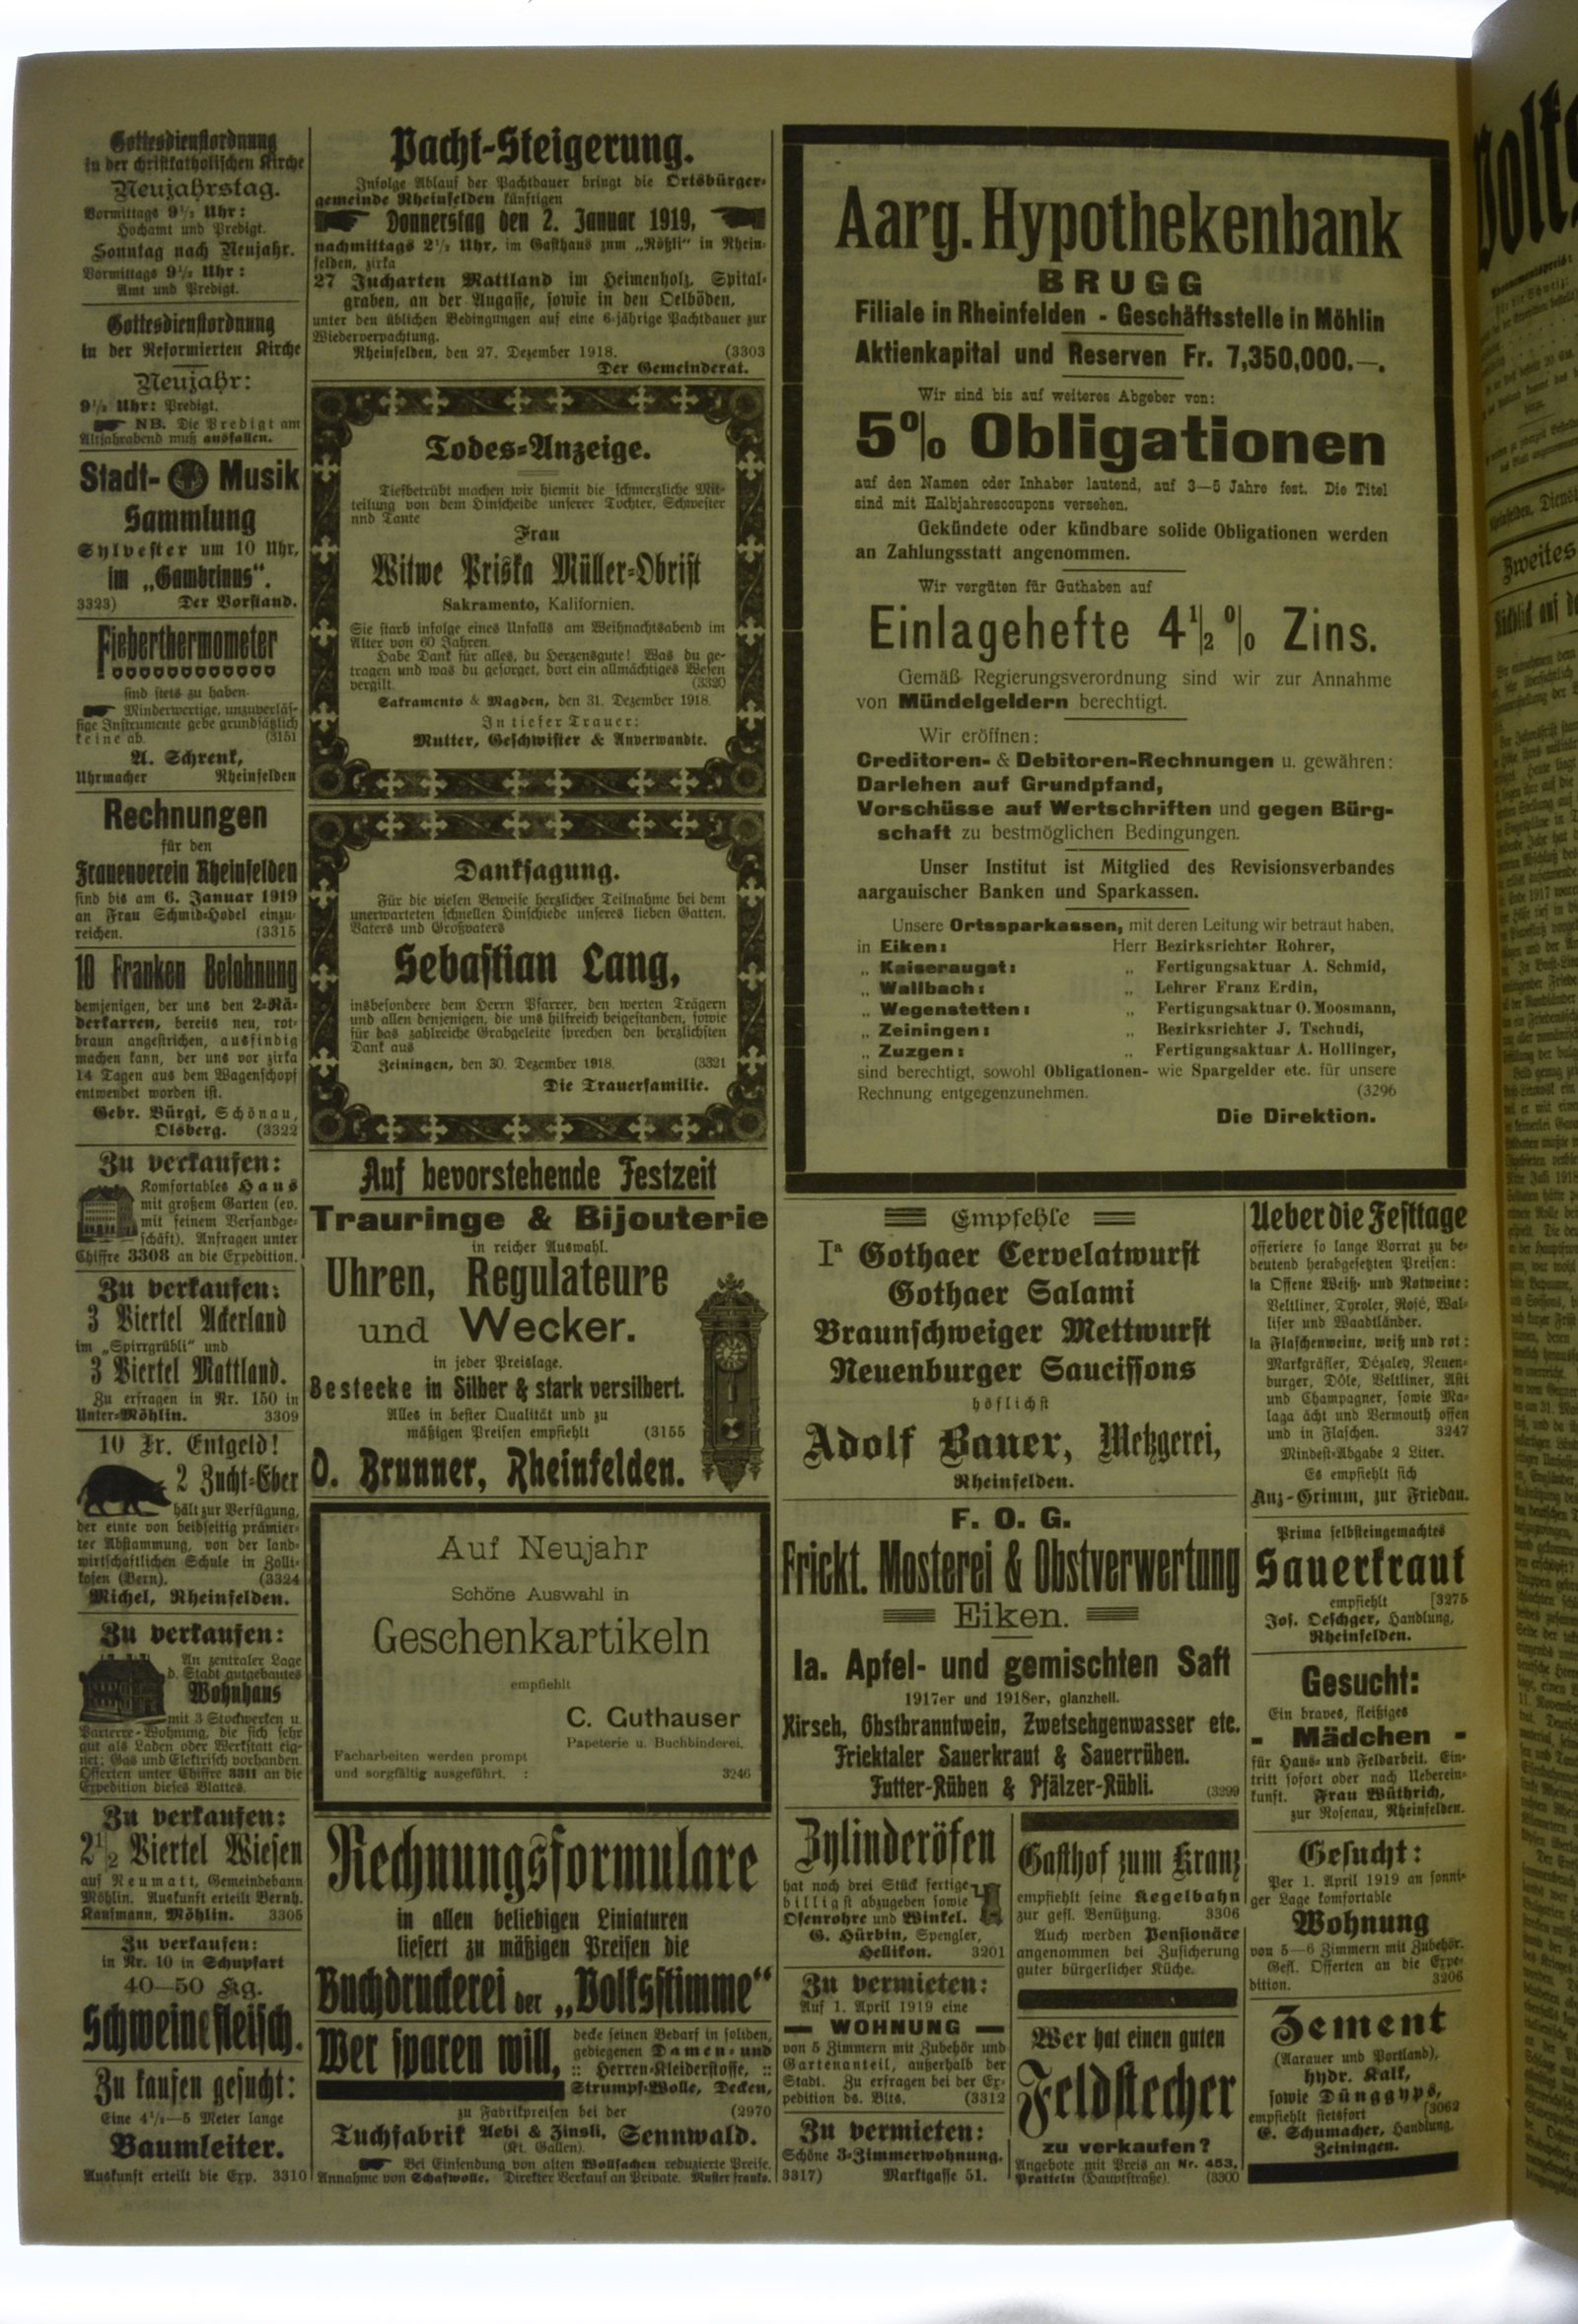 Gottesdienstordnung
in der christkatholischen Kirche
Neujahrstag.
Vormittags 9½ Uhr:
Hochamt und Predigt.
Sonntag nach Neujahr.
Vormittags 9½ Uhr:
Amt und Predigt.
Gottesdienstordnung
in der Reformierten Kirche
Neujahr:
9½ Uhr: Predigt.
NB. Die Predigt am
Altjahrabend muß ausfallen.
Stadt- Musik
Sammlung
Sylvester um 10 Uhr,
im „Gambrinus“.
3323) Der Vorstand.
Fieberthermometer
sind stets zu haben.
Minderwertige, unzuverläs-
sige Instrumente gebe grundsätzlich
keine ab. (3151
A. Schrenk,
Uhrmacher Rheinfelden
Rechnungen
für den
Frauenverein Rheinfelden
sind bis am 6. Januar 1919
an Frau Schmid-Hodel einzu-
reichen. (3315
10 Franken Belohnung
demjenigen, der uns den 2-Rä-
derkarren, bereits neu, rot-
braun angestrichen, ausfindig
machen kann, der uns vor zirka
14 Tagen aus dem Wagenschopf
entwendet worden ist.
Gebr. Bürgi, Schönau,
Olsberg. (3322
Zu verkaufen:
Komfortables Haus
mit großem Garten (ev.
mit feinem Versandge-
schäft). Anfragen unter
Chiffre 3308 an die Expedition.
Zu verkaufen:
3 Viertel Ackerland
im „Spirrgrübli“ und
3 Viertel Mattland.
Zu erfragen in Nr. 150 in
Unter-Möhlin. 3309
10 Fr. Entgeld!
2 Zucht-Eber
hält zur Verfügung,
der einte von beidseitig prämier-
ter Abstammung, von der land-
wirtschaftlichen Schule in Zolli-
kofen (Bern). (3324
Michel, Rheinfelden.
Zu verkaufen:
An zentraler Lage
d. Stadt gutgebautes
Wohnhaus
mit 3 Stockwerken u.
Parterre-Wohnung, die sich sehr
gut als Laden oder Werkstatt eig-
net; Gas und Elektrisch vorhanden.
Offerten unter Chiffre 3311 an die
Expedition dieses Blattes.
Zu verkaufen:
2½ Viertel Wiesen
auf Neumatt, Gemeindebann
Möhlin. Auskunft erteilt Bernh.
Kaufmann, Möhlin. 3305
Zu verkaufen:
in Nr. 10 in Schupfart
40—50 Kg.
Schweinefleisch.
Zu kaufen gesucht:
Eine 4½—5 Meter lange
Baumleiter.
Auskunft erteilt die Exp. 3310
Pacht-Steigerung.
Infolge Ablauf der Pachtdauer bringt die Ortsbürger-
gemeinde Rheinfelden künftigen
Donnerstag den 2. Januar 1919,
nachmittags 2½ Uhr, im Gasthaus zum „Rößli“ in Rhein-
felden, zirka
27 Jucharten Mattland im Heimenholz, Spital-
graben, an der Augasse, sowie in den Oelböden,
unter den üblichen Bedingungen auf eine 6-jährige Pachtdauer zur
Wiederverpachtung.
Rheinfelden, den 27. Dezember 1918. (3303
Der Gemeinderat.
Todes-Anzeige.
Tiefbetrübt machen wir hiemit die schmerzliche Mit-
teilung von dem Hinscheide unserer Tochter, Schwester
und Tante
Frau
Witwe Priska Müller-Obrist
Sakramento, Kalifornien.
Sie starb infolge eines Unfalls am Weihnachtsabend im
Alter von 60 Jahren.
Habe Dank für alles, du Herzensgute! Was du ge-
tragen und was du gesorget, dort ein allmächtiges Wesen
vergilt. (3320
Sakramento & Magden, den 31. Dezember 1918.
In tiefer Trauer:
Mutter, Geschwister & Anverwandte.
Danksagung.
Für die vielen Beweise herzlicher Teilnahme bei dem
unerwarteten schnellen Hinschiede unseres lieben Gatten,
Vaters und Großvaters
Sebastian Lang,
insbesondere dem Herrn Pfarrer, den werten Trägern
und allen denjenigen, die uns hilfreich beigestanden, sowie
für das zahlreiche Grabgeleite sprechen den herzlichsten
Dank aus
Zeiningen, den 30. Dezember 1918. (3321
Die Trauerfamilie.
Auf bevorstehende Festzeit
Trauringe & Bijouterie
in reicher Auswahl.
Uhren, Regulateure
und Wecker.
in jeder Preislage.
Bestecke in Silber & stark versilbert.
Alles in bester Qualität und zu
mäßigen Preisen empfiehlt (3155
O. Brunner, Rheinfelden.
Auf Neujahr
Schöne Auswahl in
Geschenkartikeln
empfiehlt
C. Guthauser
Papeterie u. Buchbinderei.
Facharbeiten werden prompt
und sorgfältig ausgeführt. : 3246
Rechnungsformulare
in allen beliebigen Liniaturen
liefert zu mäßigen Preisen die
Buchdruckerei der „Volksstimme“
Wer sparen will,
decke seinen Bedarf in soliden,
gediegenen Damen- und
:: Herren-Kleiderstoffe, ::
Strumpf-Wolle, Decken,
zu Fabrikpreisen bei der (2970
Tuchfabrik Aebi & Zinsli, Sennwald.
(Kt. Gallen).
Bei Einsendung von alten Wollsachen reduzierte Preise.
Annahme von Schafwolle. Direkter Verkauf an Private. Muster franko.
Aarg. Hypothekenbank
BRUGG
Filiale in Rheinfelden - Geschäftsstelle in Möhlin
Aktienkapital und Reserven Fr. 7,350,000.—.
Wir sind bis auf weiteres Abgeber von:
5% Obligationen
auf den Namen oder Inhaber lautend, auf 3—5 Jahre fest. Die Titel
sind mit Halbjahrescoupons versehen.
Gekündete oder kündbare solide Obligationen werden
an Zahlungsstatt angenommen.
Wir vergüten für Guthaben auf
Einlagehefte 4½% Zins.
Gemäß Regierungsverordnung sind wir zur Annahme
von Mündelgeldern berechtigt.
Wir eröffnen:
Creditoren- & Debitoren-Rechnungen u. gewähren:
Darlehen auf Grundpfand,
Vorschüsse auf Wertschriften und gegen Bürg-
schaft zu bestmöglichen Bedingungen.
Unser Institut ist Mitglied des Revisionsverbandes
aargauischer Banken und Sparkassen.
Unsere Ortssparkassen, mit deren Leitung wir betraut haben,
in Eiken: Herr Bezirksrichter Rohrer,
„ Kaiseraugst: „ Fertigungsaktuar A. Schmid,
„ Wallbach: „ Lehrer Franz Erdin,
„ Wegenstetten: „ Fertigungsaktuar O. Moosmann,
„ Zeiningen: „ Bezirksrichter J. Tschudi,
„ Zuzgen: „ Fertigungsaktuar A. Hollinger,
sind berechtigt, sowohl Obligationen- wie Spargelder etc. für unsere
Rechnung entgegenzunehmen. (3296
Die Direktion.
Empfehle
Iª Gothaer Cervelatwurst
Gothaer Salami
Braunschweiger Mettwurst
Neuenburger Saucissons
höflichst
Adolf Bauer, Metzgerei,
Rheinfelden.
F. O. G.
Frickt. Mosterei & Obstverwertung
Eiken.
Ia. Apfel- und gemischten Saft
1917er und 1918er, glanzhell.
Kirsch, Obstbranntwein, Zwetschgenwasser etc.
Fricktaler Sauerkraut & Sauerrüben.
Futter-Rüben & Pfälzer-Rübli. (3299
Zylinderöfen
hat noch drei Stück fertige
billigst abzugeben sowie
Ofenrohre und Winkel.
G. Hürbin, Spengler,
Hellikon. 3201
Zu vermieten:
Auf 1. April 1919 eine
WOHNUNG
von 5 Zimmern mit Zubehör und
Gartenanteil, außerhalb der
Stadt. Zu erfragen bei der Ex-
pedition ds. Blts. (3312
Zu vermieten:
Schöne 3-Zimmerwohnung.
3317) Marktgasse 51.
Gasthof zum Kranz
empfiehlt seine Kegelbahn
zur gefl. Benützung. 3306
Auch werden Pensionäre
angenommen bei Zusicherung
guter bürgerlicher Küche.
Wer hat einen guten
Feldstecher
zu verkaufen?
Angebote mit Preis an Nr. 453,
Pratteln (Hauptstraße). (3300
Ueber die Festtage
offeriere so lange Vorrat zu be-
deutend herabgesetzten Preisen:
Ia Offene Weiß- und Rotweine:
Veltliner, Tyroler, Rosé, Wal-
liser und Waadtländer.
Ia Flaschenweine, weiß und rot:
Markgräfler, Dézaley, Neuen-
burger, Dôle, Veltliner, Asti
und Champagner, sowie Ma-
laga ächt und Vermouth offen
und in Flaschen. 3247
Mindest-Abgabe 2 Liter.
Es empfiehlt sich
Anz-Grimm, zur Friedau.
Prima selbsteingemachtes
Sauerkraut
empfiehlt [3275
Jos. Oeschger, Handlung,
Rheinfelden.
Gesucht:
Ein braves, fleißiges
- Mädchen -
für Haus- und Feldarbeit. Ein-
tritt sofort oder nach Ueberein-
kunft. Frau Wüthrich,
zur Rosenau, Rheinfelden.
Gesucht:
Per 1. April 1919 an sonni-
ger Lage komfortable
Wohnung
von 5—6 Zimmern mit Zubehör.
Gefl. Offerten an die Expe-
dition. 3206
Zement
(Aarauer und Portland),
hydr. Kalk,
sowie Düngyps,
empfiehlt stetsfort (3062
E. Schumacher, Handlung,
Zeiningen.
Zweites